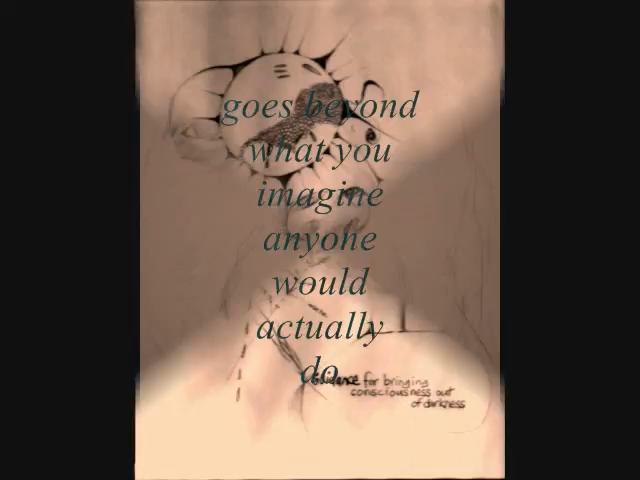 goes beyond
what you
imagine
anyone
would
actually
do.
Guidance for bringing
consciousness out
of darkness